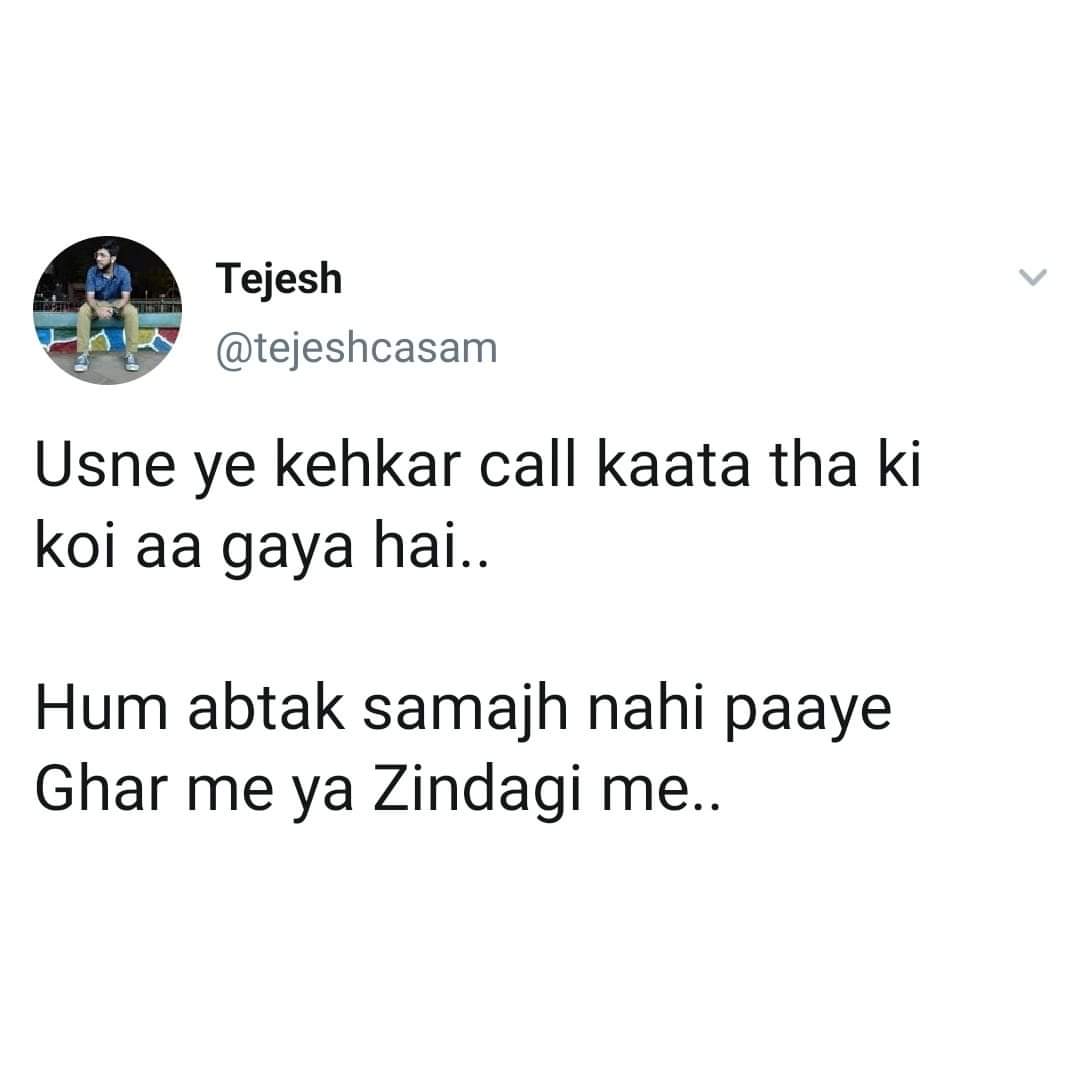 Tejesh
@tejeshcasam
Usne ye kehkar call kaata tha ki
koi aa gaya hai..
Hum abtak samajh nahi paaye
Ghar me ya Zindagi me..